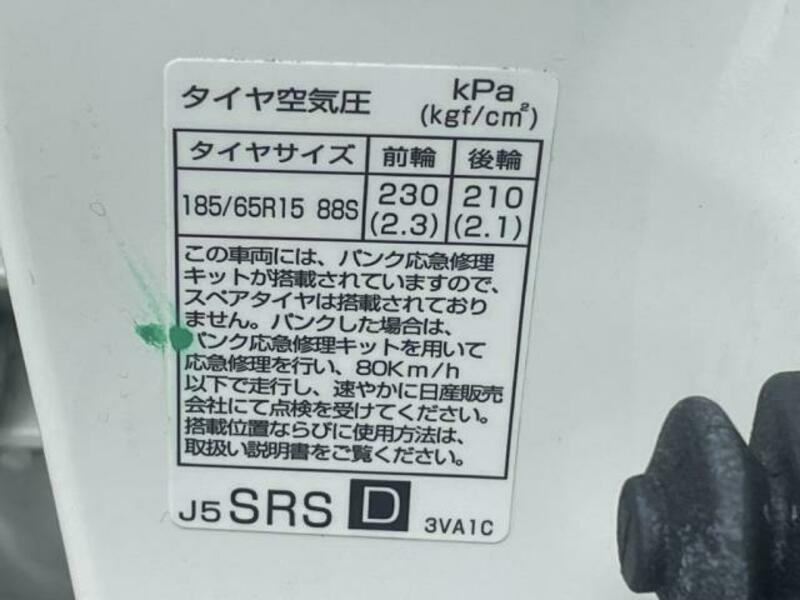 タイヤ空気圧 kPa
(kgf/cm²)
タイヤサイズ 前輪 後輪
185/65R15 88S 230 210
(2.3) (2.1)
この車両には、パンク応急修理
キットが搭載されていますので、
スペアタイヤは搭載されており
ません。パンクした場合は、
パンク応急修理キットを用いて
応急修理を行い、80Km/h
以下で走行し、速やかに日産販売
会社にて点検を受けてください。
搭載位置ならびに使用方法は、
取扱い説明書をご覧ください。
J5 SRS D 3VA1C